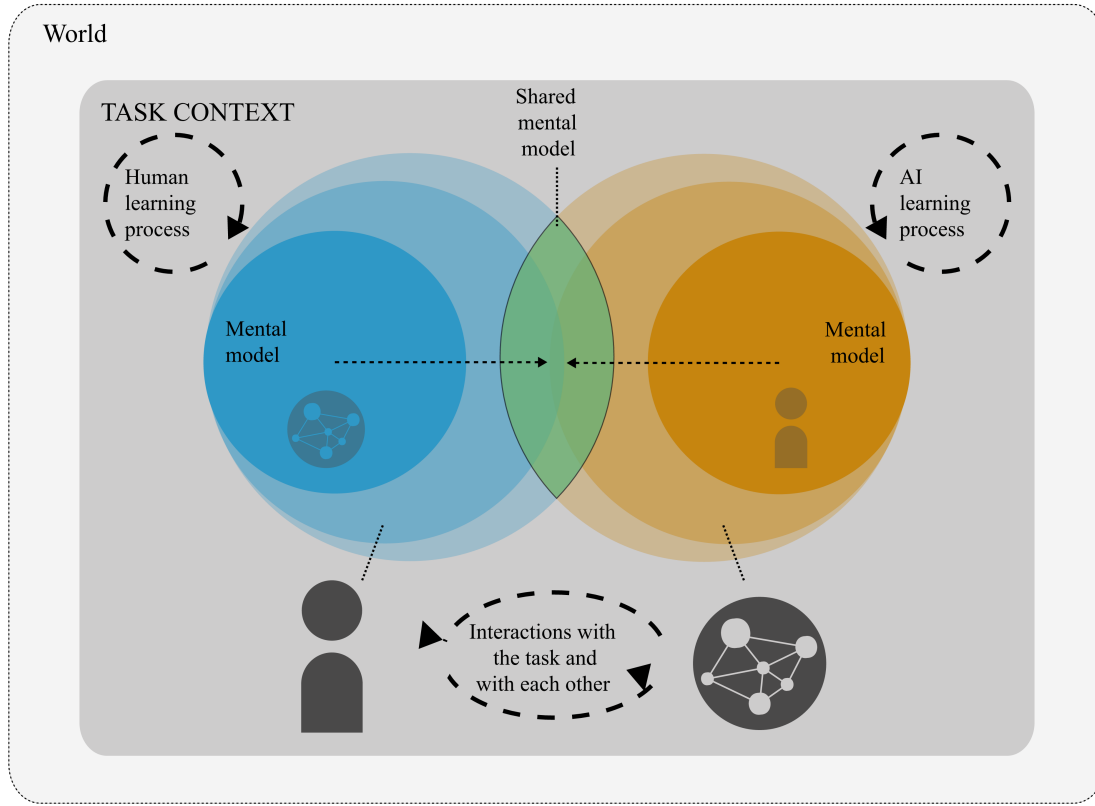 World
TASK CONTEXT
Shared
mental
model
Human
learning
process
AI
learning
process
Mental
model
Mental
model
Interactions with
the task and
with each other